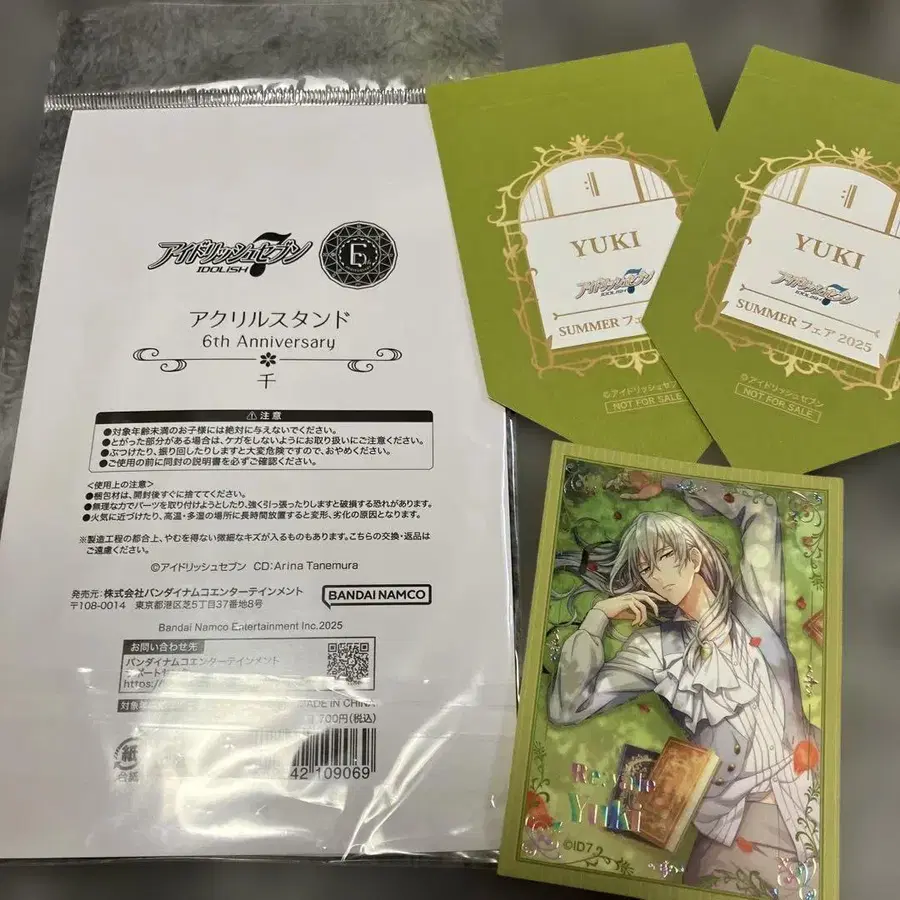 アイドリッシュセブン
IDOLiSH7
6th
アクリルスタンド
6th Anniversary
千
⚠注意
●対象年齢未満のお子様には絶対に与えないでください。
●とがった部分がある場合は、ケガをしないようにお取り扱いにご注意ください。
●ぶつけたり、振り回したりしますと大変危険ですので、おやめください。
●ご使用の前に同封の説明書を必ずご確認ください。
<使用上の注意>
●梱包材は、開封後すぐに捨ててください。
●無理な力でパーツを取り付けようとしたり、強く引っ張ったりしますと破損する恐れがあります。
●火気に近づけたり、高温・多湿の場所に長時間放置すると変形、劣化の原因となります。
※製造工程の都合上、やむを得ない微細なキズが入るものもあります。こちらの交換・返品は
ご遠慮ください。
©アイドリッシュセブン CD:Arina Tanemura
発売元:株式会社バンダイナムコエンターテインメント
〒108-0014 東京都港区芝5丁目37番地8号
BANDAI NAMCO
Bandai Namco Entertainment Inc.2025
お問い合わせ先
バンダイナムコエンターテインメント
https://
対象年
MADE IN CHINA
700円(税込)
紙
台紙
42 109069
YUKI
アイドリッシュセブン
IDOLiSH7
SUMMER フェ
©アイドリッシュセブ
NOT FOR SALE
YUKI
アイドリッシュセブン
IDOLiSH7
SUMMER フェア 2025
©アイドリッシュセブン
NOT FOR SALE
Re:vale
Yuki
©ID7